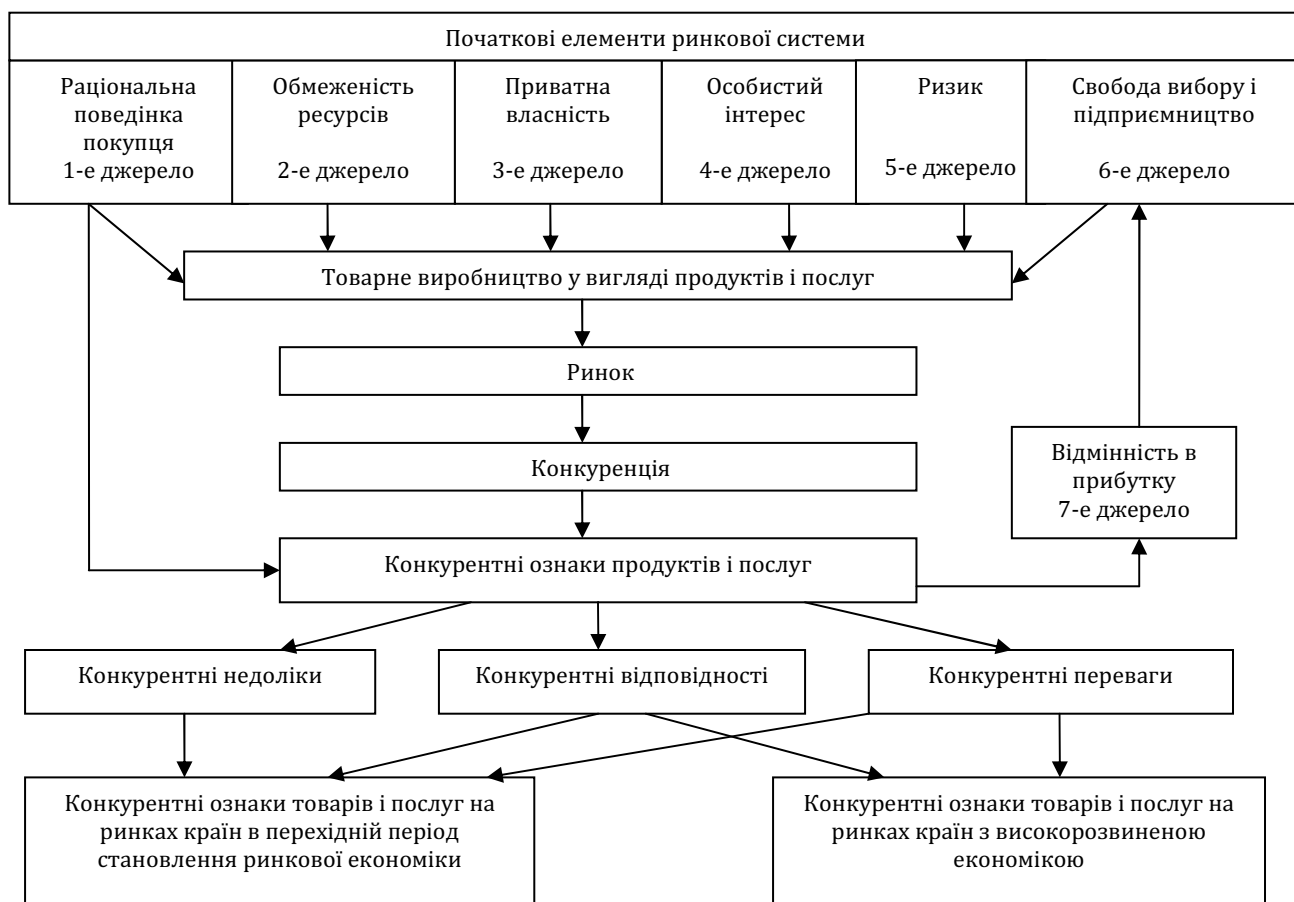 Початкові елементи ринкової системи
Раціональна
поведінка
покупця
1-е джерело
Обмеженість
ресурсів
2-е джерело
Приватна
власність
3-е джерело
Особистий
інтерес
4-е джерело
Ризик
5-е джерело
Свобода вибору і
підприємництво
6-е джерело
Товарне виробництво у вигляді продуктів і послуг
Ринок
Конкуренція
Відмінність в
прибутку
7-е джерело
Конкурентні ознаки продуктів і послуг
Конкурентні недоліки
Конкурентні відповідності
Конкурентні переваги
Конкурентні ознаки товарів і послуг на
ринках країн в перехідній період
становлення ринкової економіки
Конкурентні ознаки товарів і послуг на
ринках країн з високорозвиненою
економікою